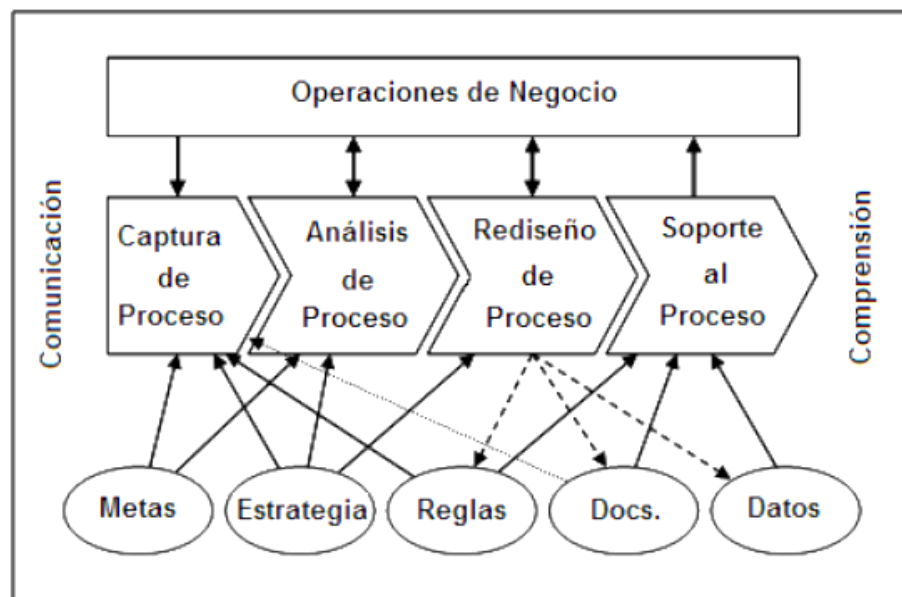 Operaciones de Negocio
Comunicación
Captura
de
Proceso
Análisis
de
Proceso
Rediseño
de
Proceso
Soporte
al
Proceso
Comprensión
Metas
Estrategia
Reglas
Docs.
Datos